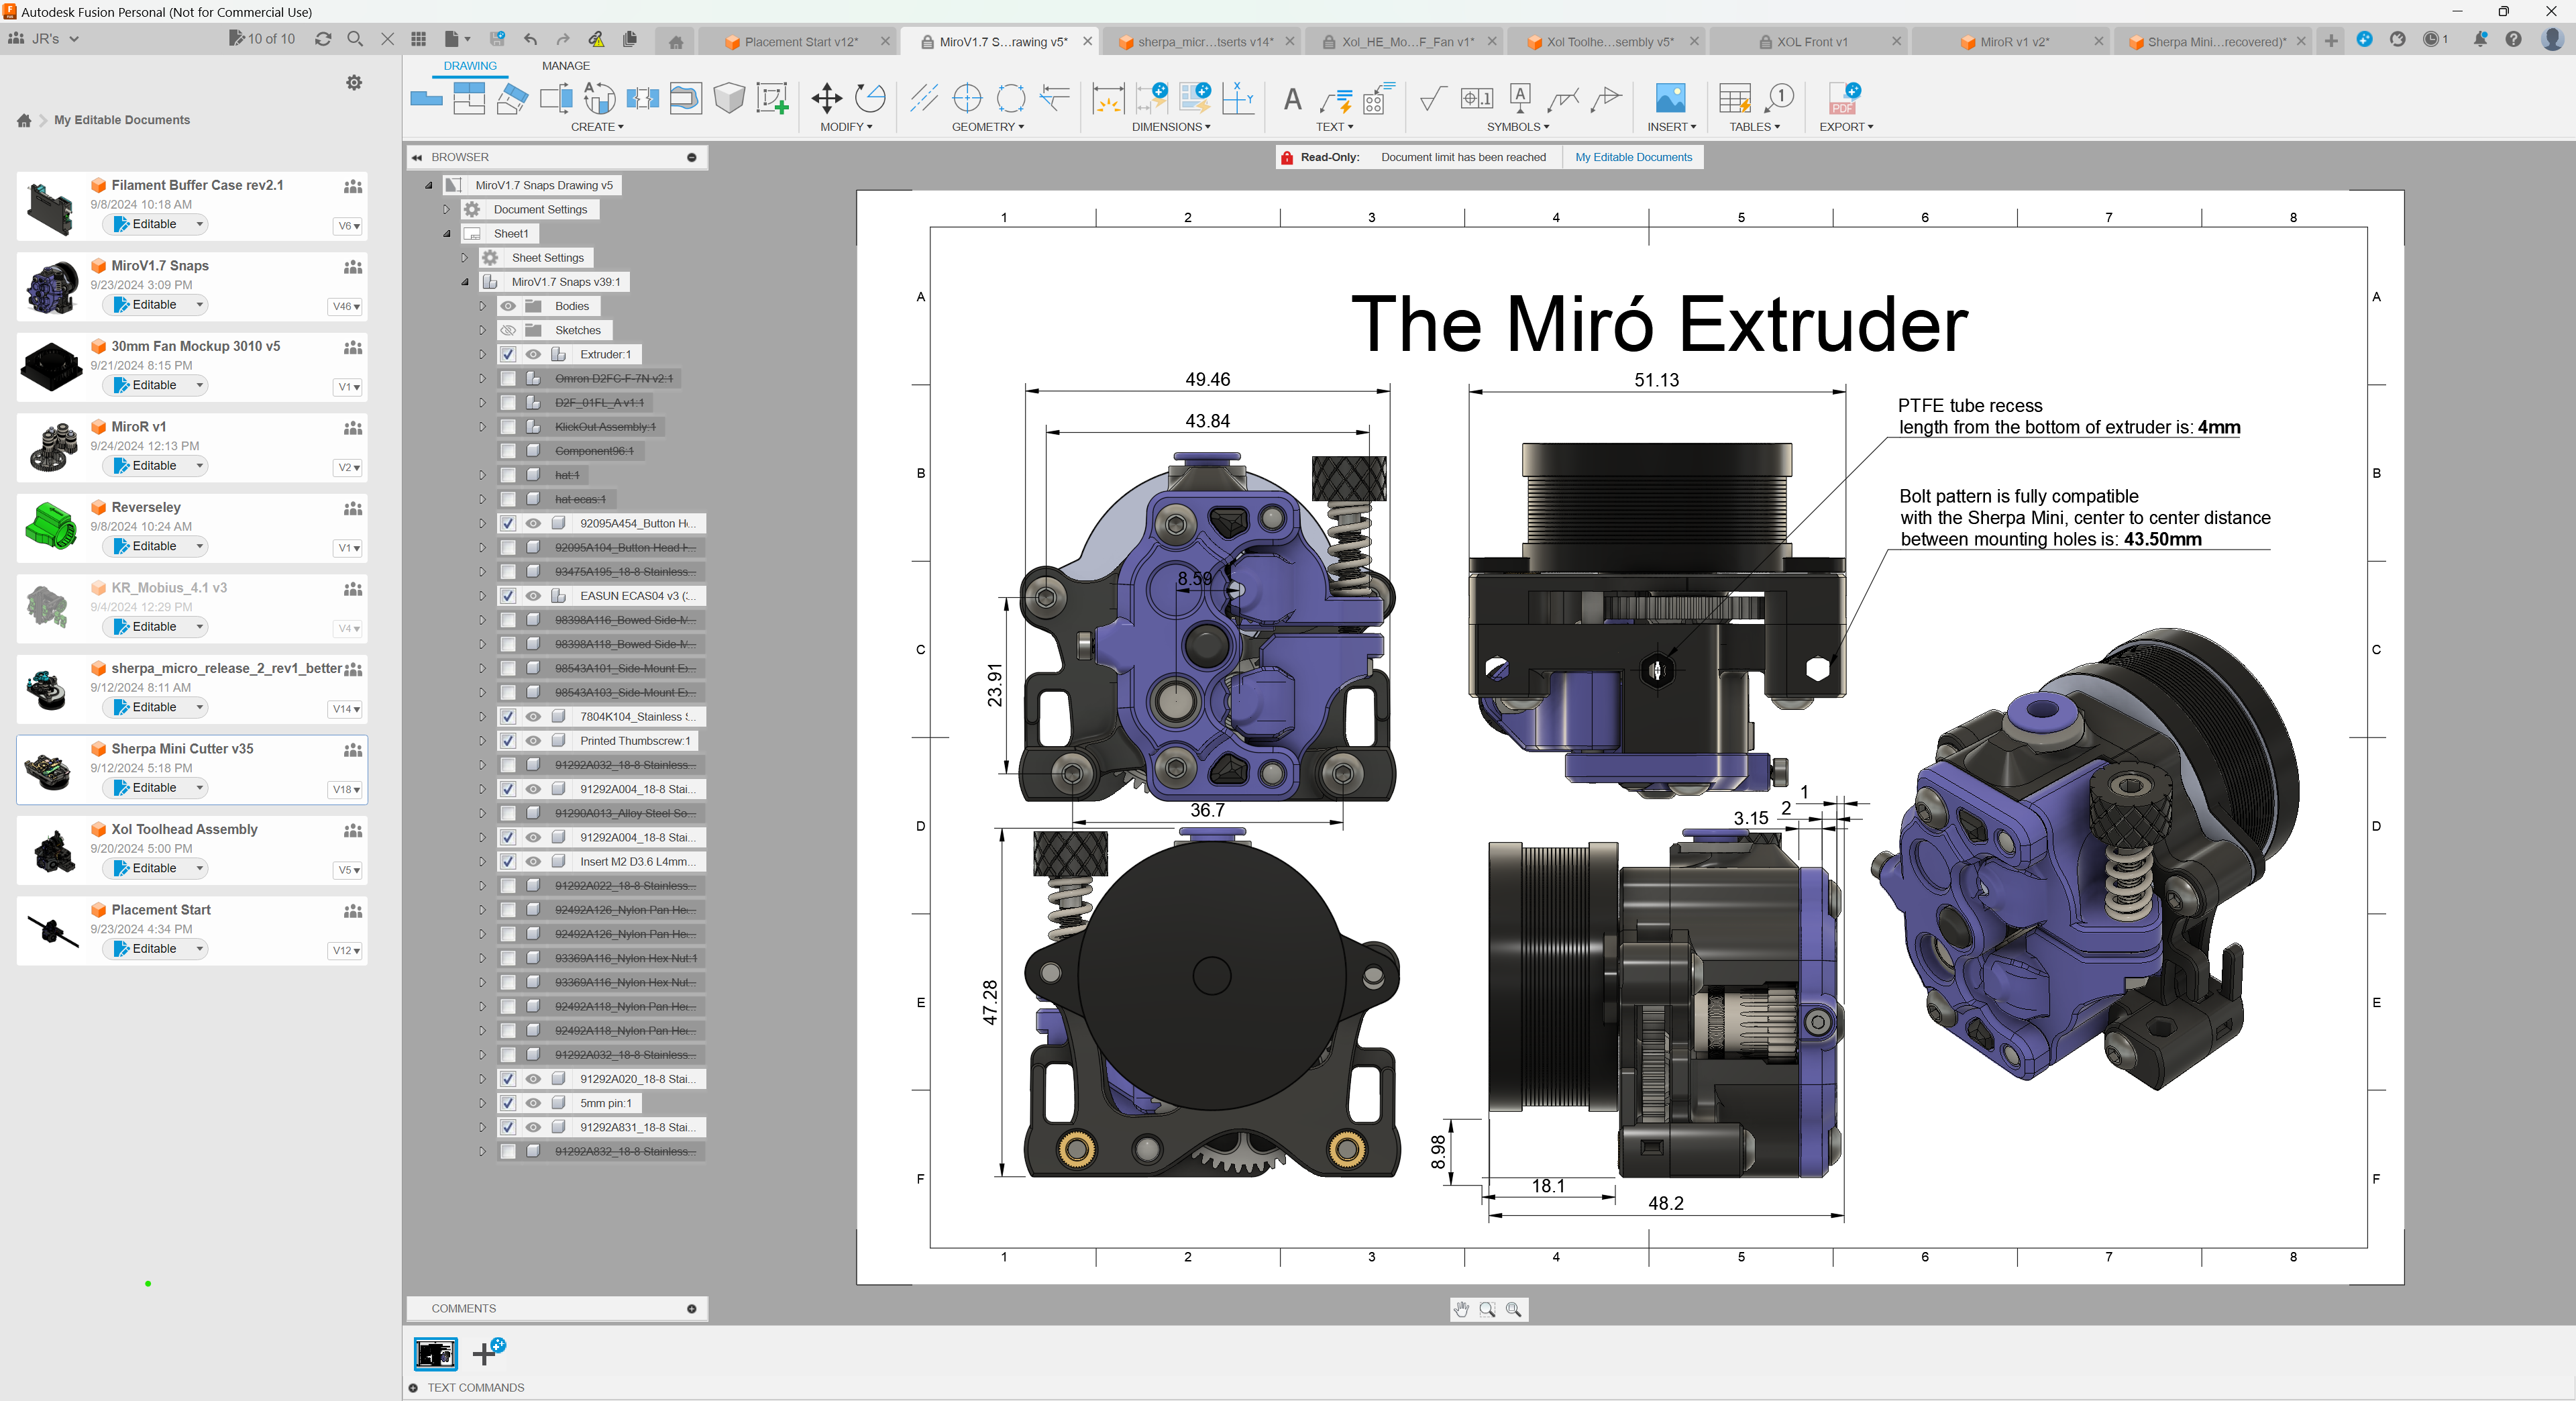 Autodesk Fusion Personal (Not for Commercial Use)
JR's
10 of 10
Placement Start v12*
MiroV1.7 S...rawing v5*
sherpa_micr...tserts v14*
Xol_HE_Mo...F_Fan v1*
Xol Toolhe...sembly v5*
XOL Front v1
MiroR v1 v2*
Sherpa Mini...recovered)*
1
DRAWING
MANAGE
CREATE
MODIFY
GEOMETRY
DIMENSIONS
TEXT
SYMBOLS
INSERT
TABLES
EXPORT
My Editable Documents
Filament Buffer Case rev2.1
9/8/2024 10:18 AM
Editable
V6
MiroV1.7 Snaps
9/23/2024 3:09 PM
Editable
V46
30mm Fan Mockup 3010 v5
9/21/2024 8:15 PM
Editable
V1
MiroR v1
9/24/2024 12:13 PM
Editable
V2
Reverseley
9/8/2024 10:24 AM
Editable
V1
KR_Mobius_4.1 v3
9/4/2024 12:29 PM
Editable
V4
sherpa_micro_release_2_rev1_better
9/12/2024 8:11 AM
Editable
V14
Sherpa Mini Cutter v35
9/12/2024 5:18 PM
Editable
V18
Xol Toolhead Assembly
9/20/2024 5:00 PM
Editable
V5
Placement Start
9/23/2024 4:34 PM
Editable
V12
BROWSER
MiroV1.7 Snaps Drawing v5
Document Settings
Sheet1
Sheet Settings
MiroV1.7 Snaps v39:1
Bodies
Sketches
Extruder:1
Omron D2FC-F-7N v2:1
D2F_01FL_A v1:1
KlickOut Assembly:1
Component96:1
hat:1
hat ecas:1
92095A454_Button H...
92095A104_Button Head H...
93475A195_18-8 Stainless...
EASUN ECAS04 v3 (:...
98398A116_Bowed Side-M...
98398A118_Bowed Side-M...
98543A101_Side-Mount Ex...
98543A103_Side-Mount Ex...
7804K104_Stainless S...
Printed Thumbscrew:1
91292A032_18-8 Stainless...
91292A004_18-8 Stai...
91290A013_Alloy Steel So...
91292A004_18-8 Stai...
Insert M2 D3.6 L4mm...
91292A022_18-8 Stainless...
92492A126_Nylon Pan He...
92492A126_Nylon Pan He...
93369A116_Nylon Hex Nut:1
93369A116_Nylon Hex Nut...
92492A118_Nylon Pan He...
92492A118_Nylon Pan He...
91292A032_18-8 Stainless...
91292A020_18-8 Stai...
5mm pin:1
91292A831_18-8 Stai...
91292A832_18-8 Stainless...
COMMENTS
TEXT COMMANDS
Read-Only: Document limit has been reached
My Editable Documents
1 2 3 4 5 6 7 8
A A
B B
C C
D D
E E
F F
The Miró Extruder
49.46
43.84
8.59
23.91
36.7
51.13
PTFE tube recess
length from the bottom of extruder is: 4mm
Bolt pattern is fully compatible
with the Sherpa Mini, center to center distance
between mounting holes is: 43.50mm
47.28
1
2
3.15
8.98
18.1
48.2
1 2 3 4 5 6 7 8